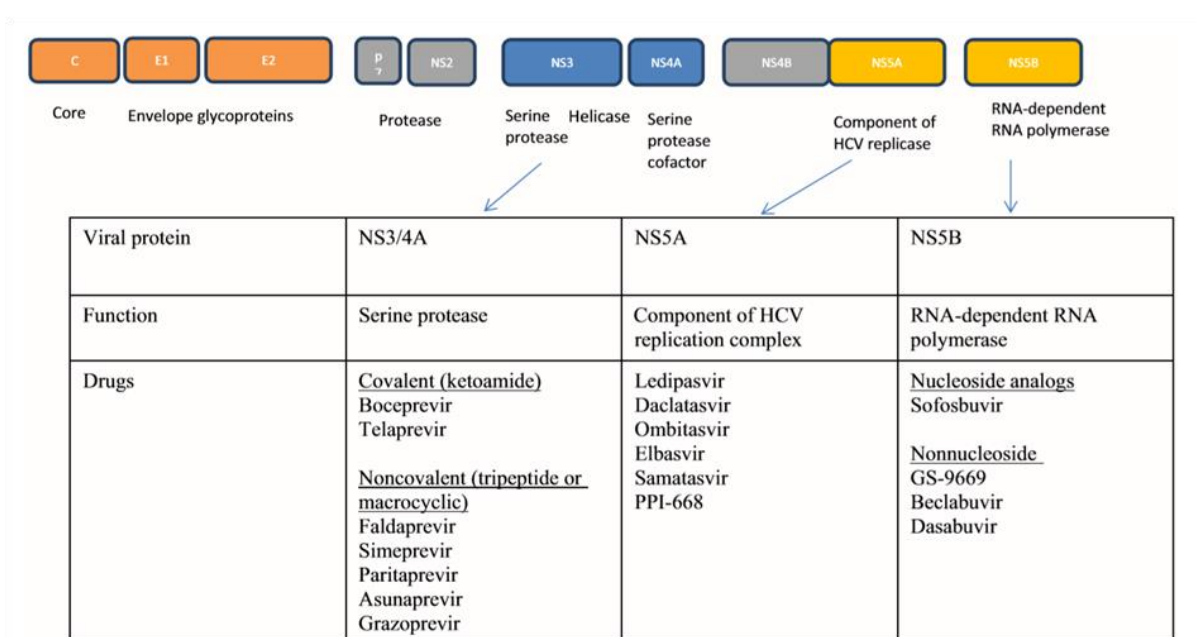 C E1 E2 P 7 NS2 NS3 NS4A NS4B NS5A NS5B
Core
Envelope glycoproteins
Protease
Serine Helicase
protease
Serine
protease
cofactor
Component of
HCV replicase
RNA-dependent
RNA polymerase
Viral protein
NS3/4A
NS5A
NS5B
Function
Serine protease
Component of HCV
replication complex
RNA-dependent RNA
polymerase
Drugs
Covalent (ketoamide)
Boceprevir
Telaprevir
Noncovalent (tripeptide or
macrocyclic)
Faldaprevir
Simeprevir
Paritaprevir
Asunaprevir
Grazoprevir
Ledipasvir
Daclatasvir
Ombitasvir
Elbasvir
Samatasvir
PPI-668
Nucleoside analogs
Sofosbuvir
Nonnucleoside
GS-9669
Beclabuvir
Dasabuvir